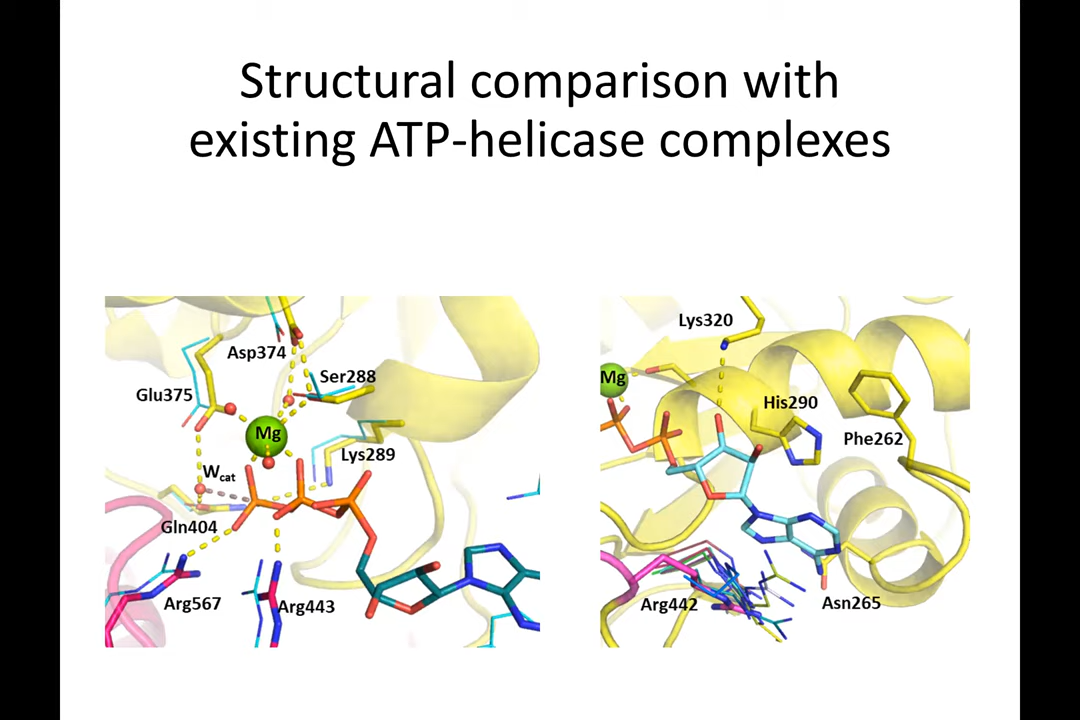 Structural comparison with
existing ATP-helicase complexes
Asp374
Glu375
Ser288
Mg
Lys289
Wcat
Gln404
Arg567
Arg443
Lys320
Mg
His290
Phe262
Arg442
Asn265